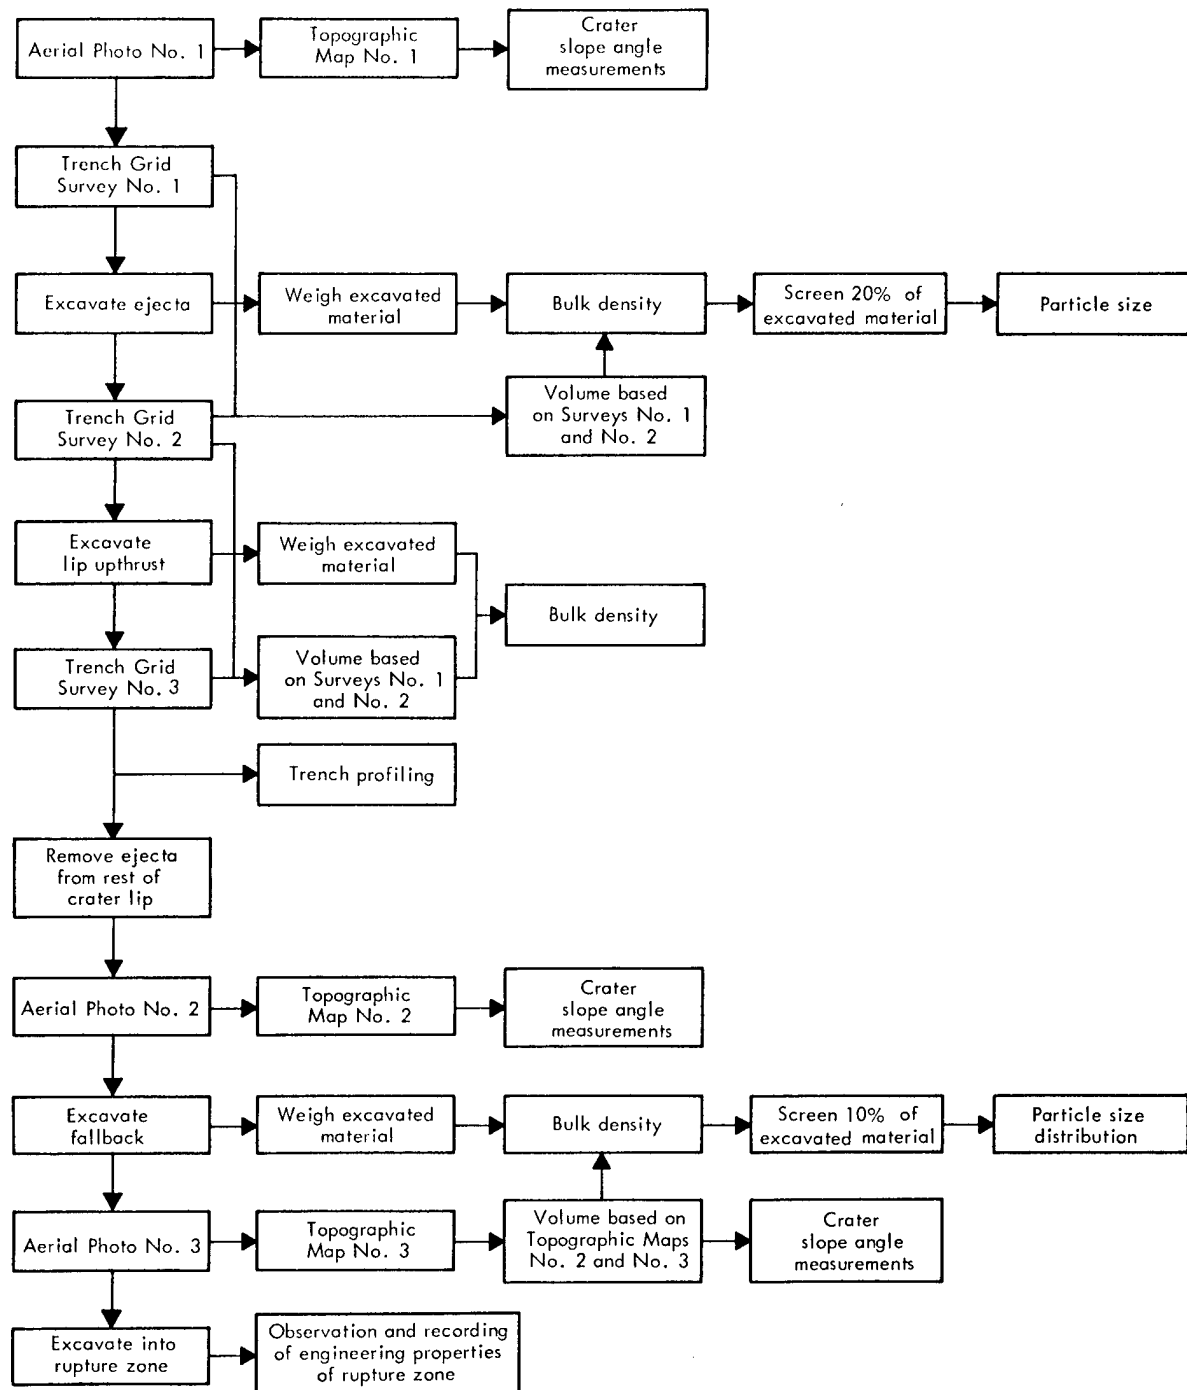 Aerial Photo No. 1
Topographic
Map No. 1
Crater
slope angle
measurements
Trench Grid
Survey No. 1
Excavate ejecta
Weigh excavated
material
Bulk density
Screen 20% of
excavated material
Particle size
Trench Grid
Survey No. 2
Volume based
on Surveys No. 1
and No. 2
Excavate
lip upthrust
Weigh excavated
material
Bulk density
Trench Grid
Survey No. 3
Volume based
on Surveys No. 1
and No. 2
Trench profiling
Remove ejecta
from rest of
crater lip
Aerial Photo No. 2
Topographic
Map No. 2
Crater
slope angle
measurements
Excavate
fallback
Weigh excavated
material
Bulk density
Screen 10% of
excavated material
Particle size
distribution
Aerial Photo No. 3
Topographic
Map No. 3
Volume based on
Topographic Maps
No. 2 and No. 3
Crater
slope angle
measurements
Excavate into
rupture zone
Observation and recording
of engineering properties
of rupture zone